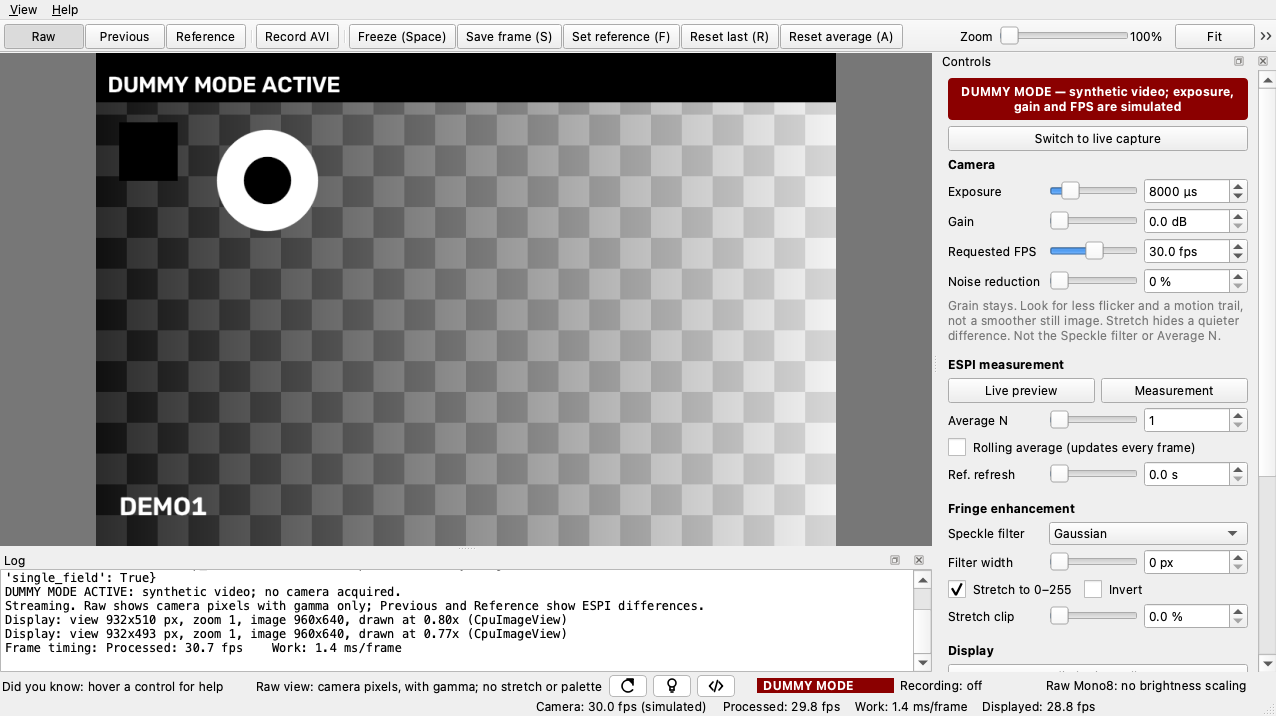 View Help
Raw Previous Reference Record AVI Freeze (Space) Save frame (S) Set reference (F) Reset last (R) Reset average (A) Zoom 100% Fit
DUMMY MODE ACTIVE
DEMO1
Controls
DUMMY MODE — synthetic video; exposure,
gain and FPS are simulated
Switch to live capture
Camera
Exposure 8000 µs
Gain 0.0 dB
Requested FPS 30.0 fps
Noise reduction 0 %
Grain stays. Look for less flicker and a motion trail,
not a smoother still image. Stretch hides a quieter
difference. Not the Speckle filter or Average N.
ESPI measurement
Live preview Measurement
Average N 1
Rolling average (updates every frame)
Ref. refresh 0.0 s
Fringe enhancement
Speckle filter Gaussian
Filter width 0 px
Stretch to 0–255 Invert
Stretch clip 0.0 %
Display
Log
'single_field': True}
DUMMY MODE ACTIVE: synthetic video; no camera acquired.
Streaming. Raw shows camera pixels with gamma only; Previous and Reference show ESPI differences.
Display: view 932x510 px, zoom 1, image 960x640, drawn at 0.80x (CpuImageView)
Display: view 932x493 px, zoom 1, image 960x640, drawn at 0.77x (CpuImageView)
Frame timing: Processed: 30.7 fps Work: 1.4 ms/frame
Did you know: hover a control for help Raw view: camera pixels, with gamma; no stretch or palette DUMMY MODE Recording: off Raw Mono8: no brightness scaling
Camera: 30.0 fps (simulated) Processed: 29.8 fps Work: 1.4 ms/frame Displayed: 28.8 fps